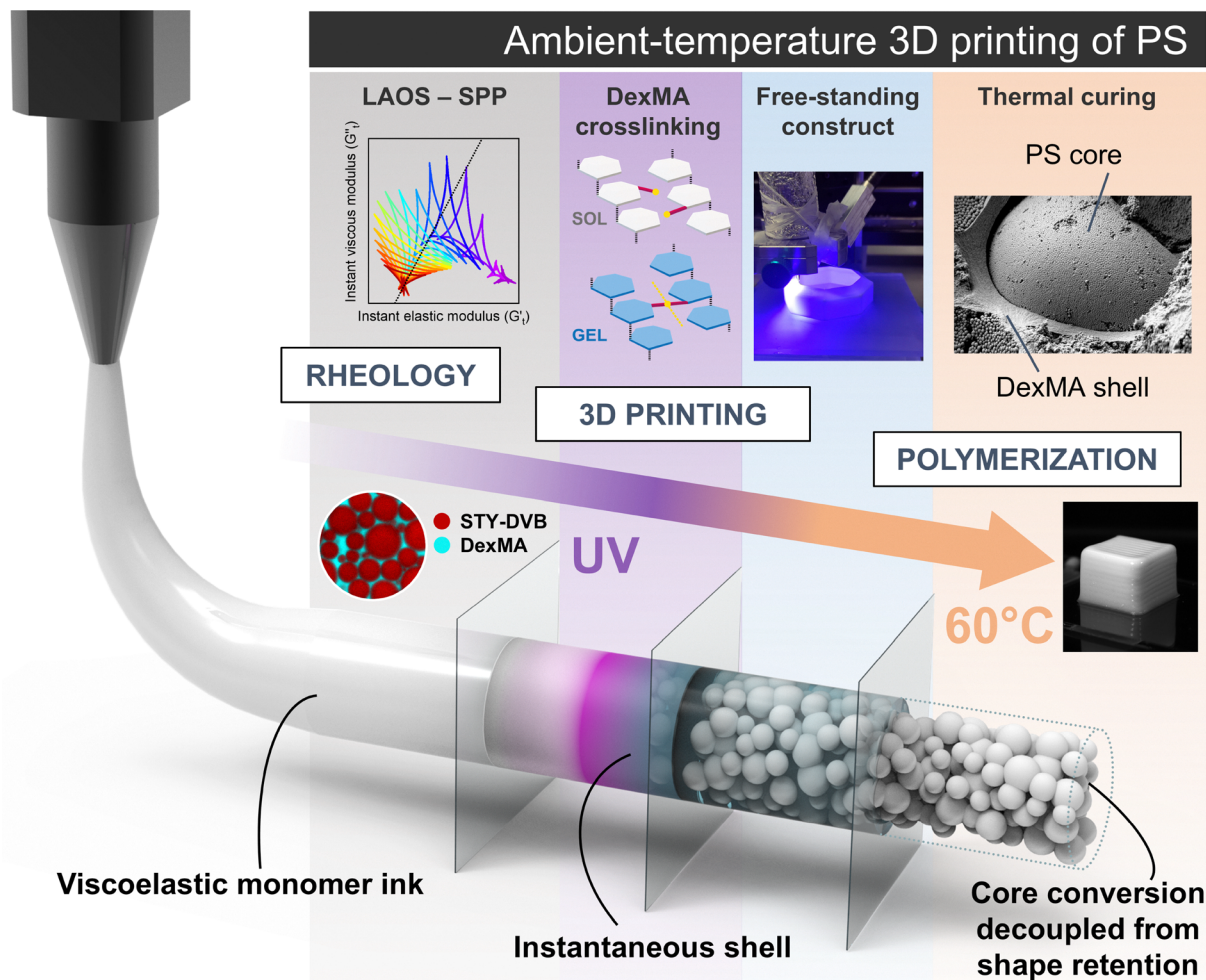 Ambient-temperature 3D printing of PS
LAOS – SPP
Instant viscous modulus (G"t)
Instant elastic modulus (G't)
DexMA
crosslinking
SOL
GEL
Free-standing
construct
Thermal curing
PS core
DexMA shell
RHEOLOGY
3D PRINTING
POLYMERIZATION
STY-DVB
DexMA
UV
60°C
Viscoelastic monomer ink
Instantaneous shell
Core conversion
decoupled from
shape retention